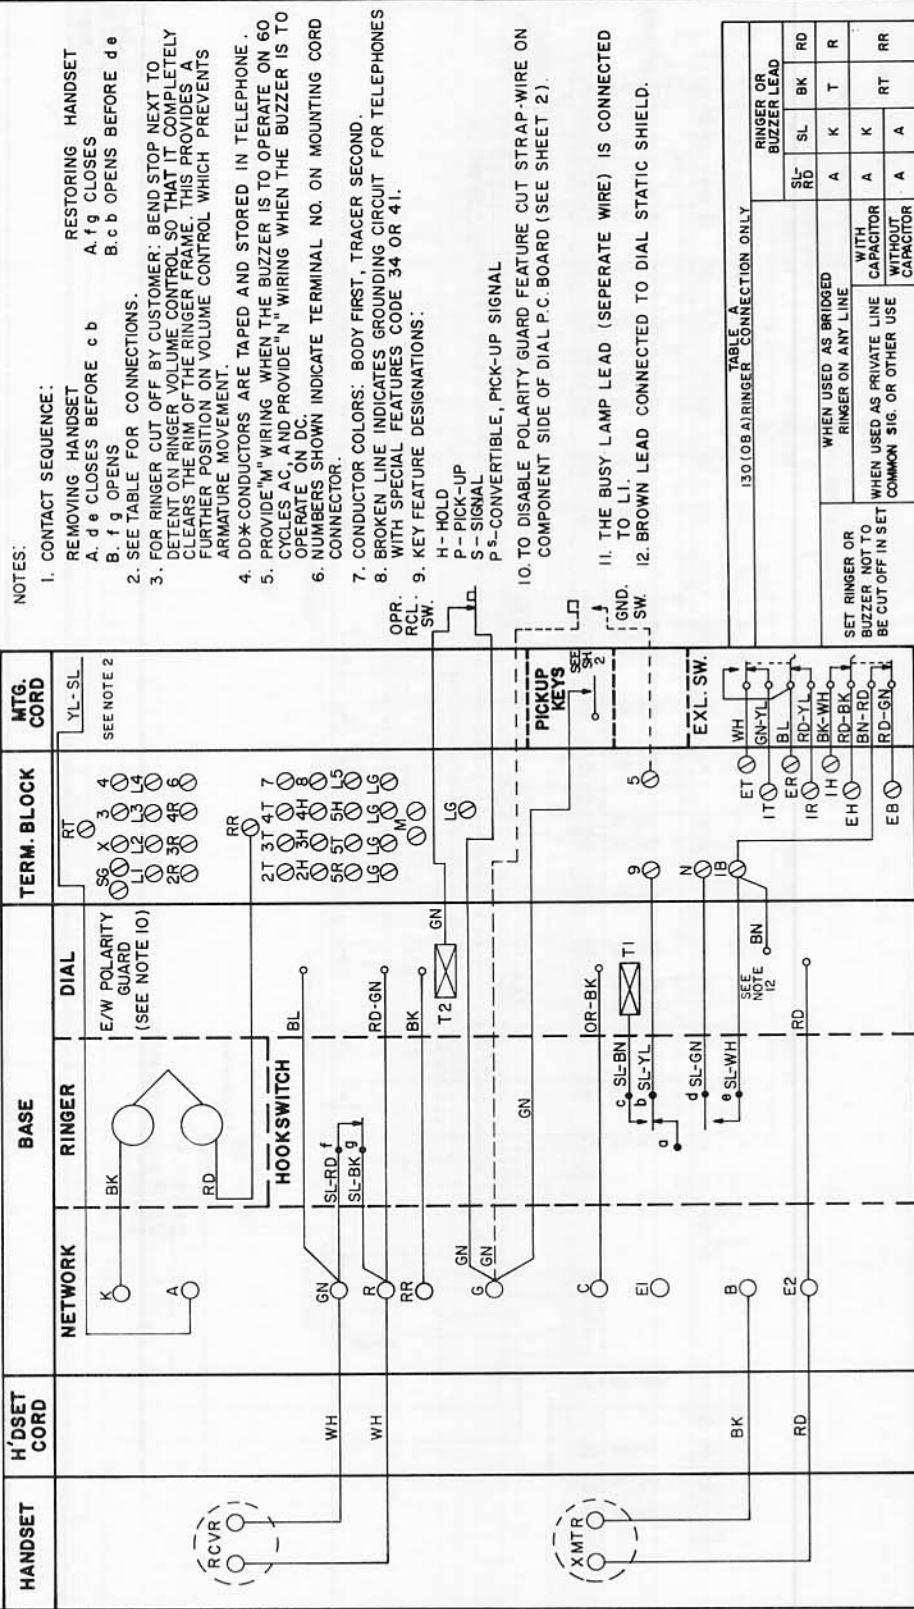 HANDSET
H'DSET
CORD
BASE
NETWORK
RINGER
DIAL
TERM. BLOCK
MTG.
CORD
RCVR
XMTR
WH
WH
BK
RD
K
A
GN
R
RR
G
C
E1
B
E2
BK
RD
HOOKSWITCH
SL-RD f
SL-BK g
GN
GN
GN
c SL-BN
b SL-YL
a
d SL-GN
e SL-WH
E/W POLARITY
GUARD
(SEE NOTE 10)
BL
RD-GN
BK
T2
GN
OR-BK
T1
SEE
NOTE
12
BN
RD
RT
SG X 3 4
L1 L2 L3 L4
2R 3R 4R 6
RR
2T 3T 4T 7
2H 3H 4H 8
5R 5T 5H L5
LG LG LG LG
M
LG
5
9
N
1B
ET
1T
ER
1R
1H
EH
EB
YL-SL
SEE NOTE 2
PICKUP
KEYS
SEE
SH
2
EXL. SW.
WH
GN-YL
BL
RD-YL
BK-WH
RD-BK
BN-RD
RD-GN
OPR.
RCL.
SW.
GND.
SW.
NOTES:
1. CONTACT SEQUENCE:
REMOVING HANDSET RESTORING HANDSET
A. d e CLOSES BEFORE c b A. f g CLOSES
B. f g OPENS B. c b OPENS BEFORE d e
2. SEE TABLE FOR CONNECTIONS.
3. FOR RINGER CUT OFF BY CUSTOMER: BEND STOP NEXT TO
DETENT ON RINGER VOLUME CONTROL SO THAT IT COMPLETELY
CLEARS THE RIM OF THE RINGER FRAME. THIS PROVIDES A
FURTHER POSITION ON VOLUME CONTROL WHICH PREVENTS
ARMATURE MOVEMENT.
4. DD*CONDUCTORS ARE TAPED AND STORED IN TELEPHONE.
5. PROVIDE "M" WIRING WHEN THE BUZZER IS TO OPERATE ON 60
CYCLES AC, AND PROVIDE "N" WIRING WHEN THE BUZZER IS TO
OPERATE ON DC.
6. NUMBERS SHOWN INDICATE TERMINAL NO. ON MOUNTING CORD
CONNECTOR.
7. CONDUCTOR COLORS: BODY FIRST, TRACER SECOND.
8. BROKEN LINE INDICATES GROUNDING CIRCUIT FOR TELEPHONES
WITH SPECIAL FEATURES CODE 34 OR 41.
9. KEY FEATURE DESIGNATIONS:
H - HOLD
P - PICK-UP
S - SIGNAL
PS - CONVERTIBLE, PICK-UP SIGNAL
10. TO DISABLE POLARITY GUARD FEATURE CUT STRAP-WIRE ON
COMPONENT SIDE OF DIAL P.C. BOARD (SEE SHEET 2).
11. THE BUSY LAMP LEAD (SEPERATE WIRE) IS CONNECTED
TO L1.
12. BROWN LEAD CONNECTED TO DIAL STATIC SHIELD.
TABLE A
130 (0BA) RINGER CONNECTION ONLY
RINGER OR
BUZZER LEAD
SL-
RD SL BK RD
SET RINGER OR
BUZZER NOT TO
BE CUT OFF IN SET
WHEN USED AS BRIDGED
RINGER ON ANY LINE
A K T R
WHEN USED AS PRIVATE LINE
COMMON SIG. OR OTHER USE
WITH
CAPACITOR
A K
WITHOUT
CAPACITOR
A A
RT RR